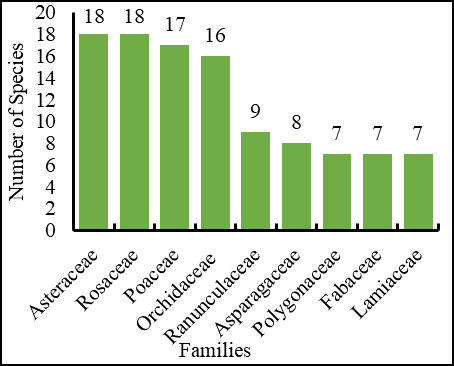 Number of Species
20
18
16
14
12
10
8
6
4
2
0
18 18 17 16 9 8 7 7 7
Asteraceae
Rosaceae
Poaceae
Orchidaceae
Ranunculaceae
Asparagaceae
Polygonaceae
Fabaceae
Lamiaceae
Families